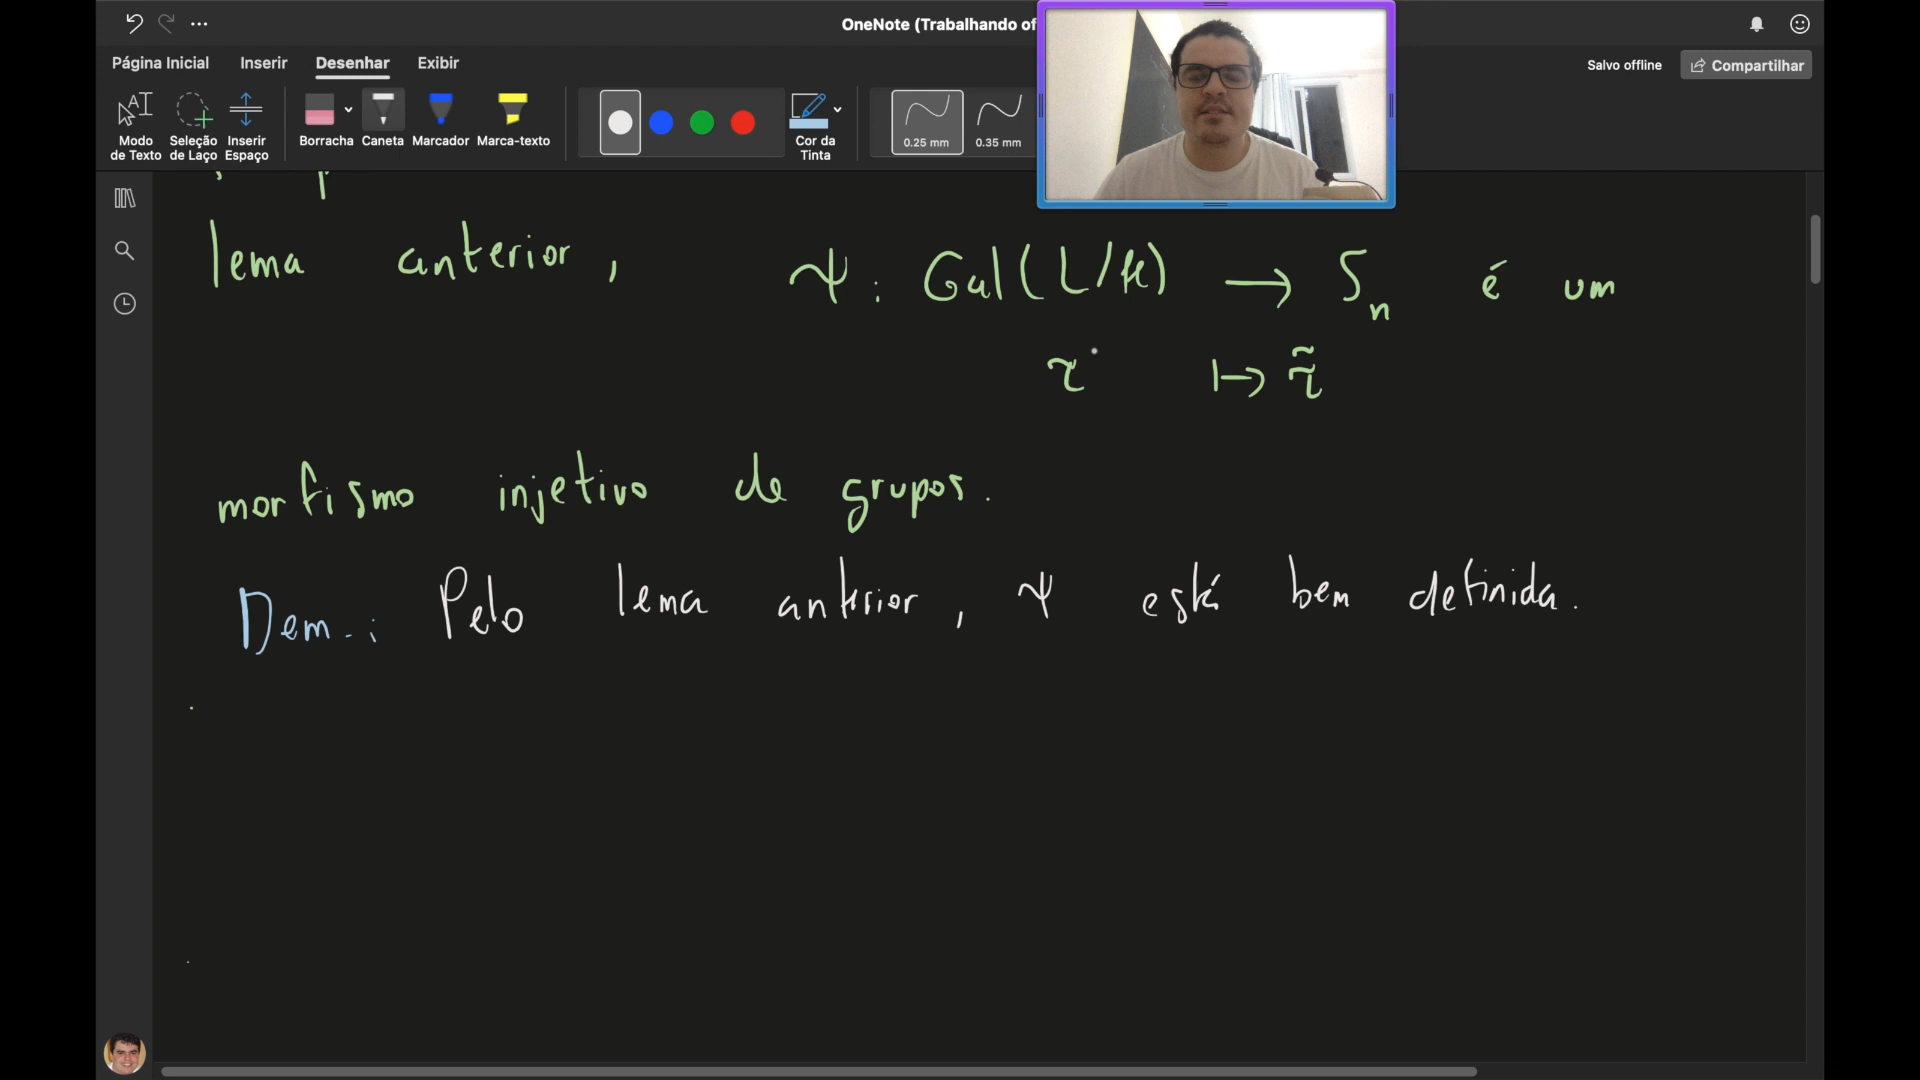 OneNote (Trabalhando of
Página Inicial Inserir Desenhar Exibir
Salvo offline Compartilhar
Modo de Texto
Seleção de Laço
Inserir Espaço
Borracha Caneta Marcador Marca-texto
Cor da Tinta
0.25 mm 0.35 mm
lema anterior, ψ: Gal(L/K) → Sₙ é um
τ ↦ τ̃
morfismo injetivo de grupos.
Dem.: Pelo lema anterior, ψ está bem definida.